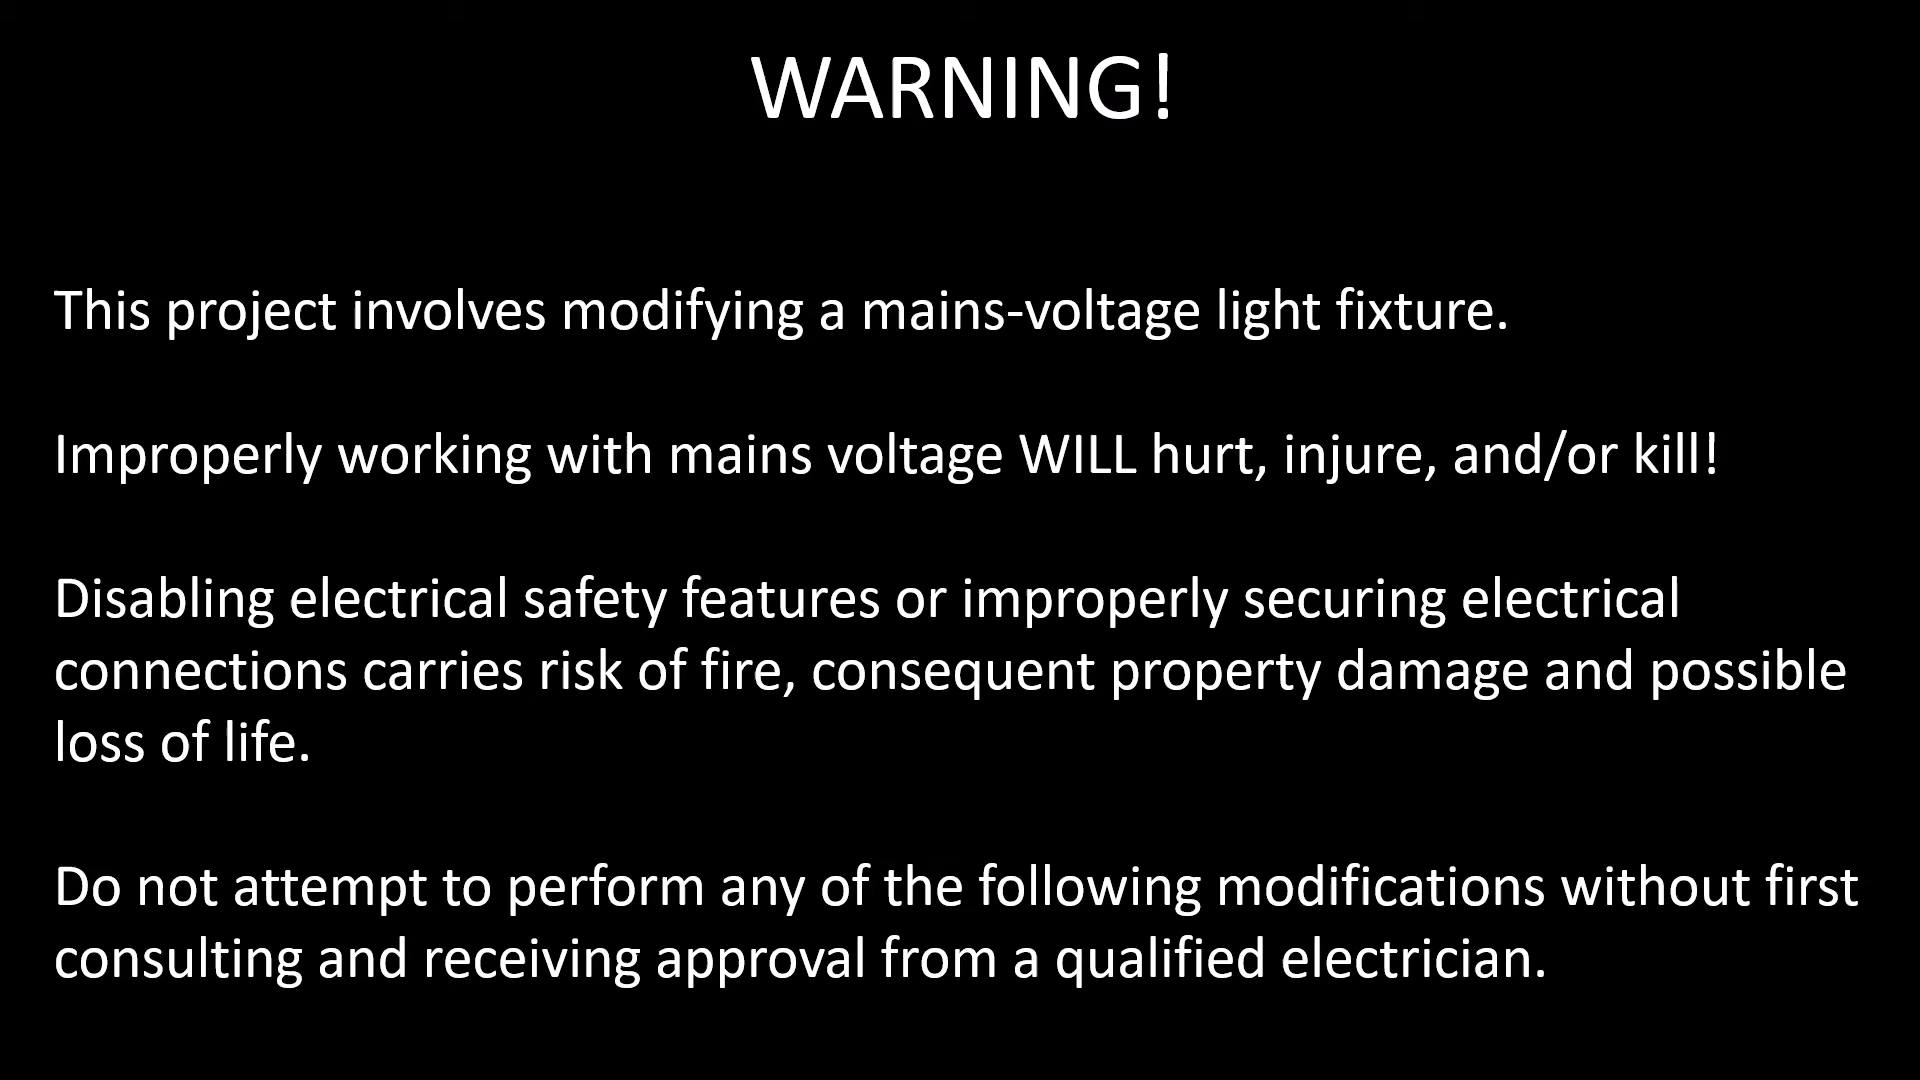 WARNING!
This project involves modifying a mains-voltage light fixture.
Improperly working with mains voltage WILL hurt, injure, and/or kill!
Disabling electrical safety features or improperly securing electrical
connections carries risk of fire, consequent property damage and possible
loss of life.
Do not attempt to perform any of the following modifications without first
consulting and receiving approval from a qualified electrician.